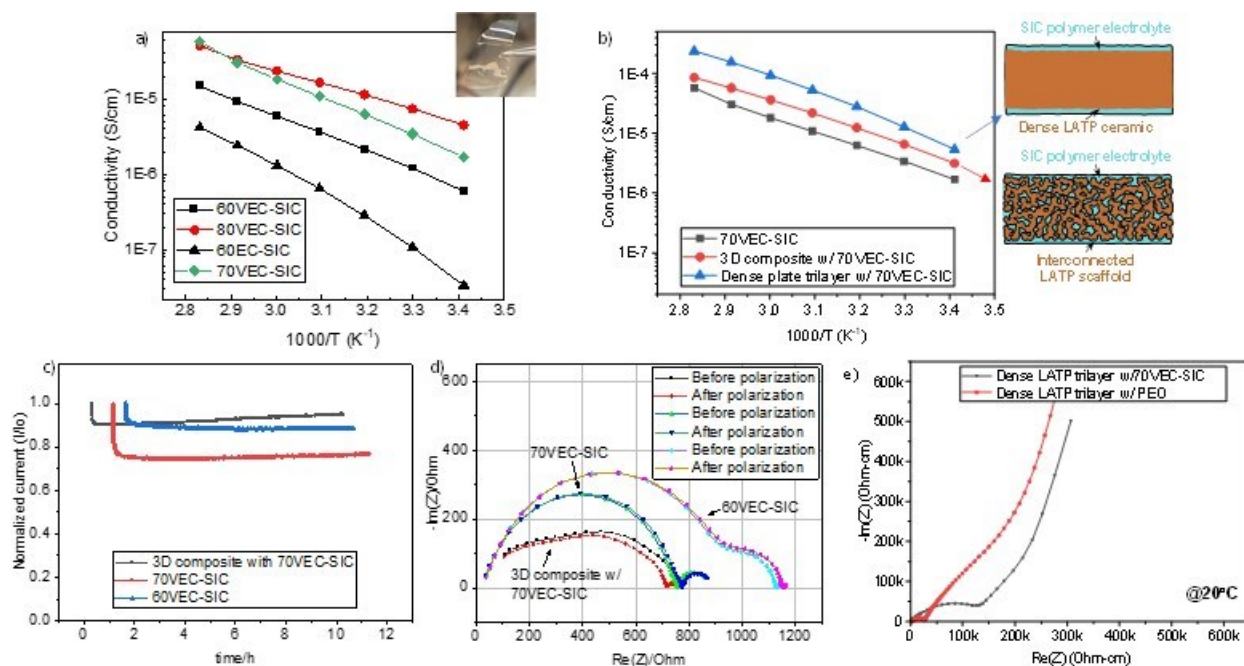 a)
Conductivity (S/cm)
1E-5
1E-6
1E-7
60VEC-SIC
80VEC-SIC
60EC-SIC
70VEC-SIC
2.8 2.9 3.0 3.1 3.2 3.3 3.4 3.5
1000/T (K-1)
b)
Conductivity (S/cm)
1E-4
1E-5
1E-6
1E-7
70VEC-SIC
3D composite w/70VEC-SIC
Dense plate trilayer w/70VEC-SIC
2.8 2.9 3.0 3.1 3.2 3.3 3.4 3.5
1000/T (K-1)
SIC polymer electrolyte
Dense LATP ceramic
SIC polymer electrolyte
Interconnected
LATP scaffold
c)
Normalized current (I/Io)
1.0
0.8
0.6
0.4
0.2
0.0
3D composite with 70VEC-SIC
70VEC-SIC
60VEC-SIC
0 2 4 6 8 10 12
time/h
d)
-Im(Z)/Ohm
600
400
200
0
Before polarization
After polarization
Before polarization
After polarization
Before polarization
After polarization
70VEC-SIC
60VEC-SIC
3D composite w/
70VEC-SIC
0 200 400 600 800 1000 1200
Re(Z)/Ohm
e)
-Im(Z) (Ohm-cm)
600k
500k
400k
300k
200k
100k
0
Dense LATP trilayer w/70VEC-SIC
Dense LATP trilayer w/PEO
@20°C
0 100k 200k 300k 400k 500k 600k
Re(Z) (Ohm-cm)